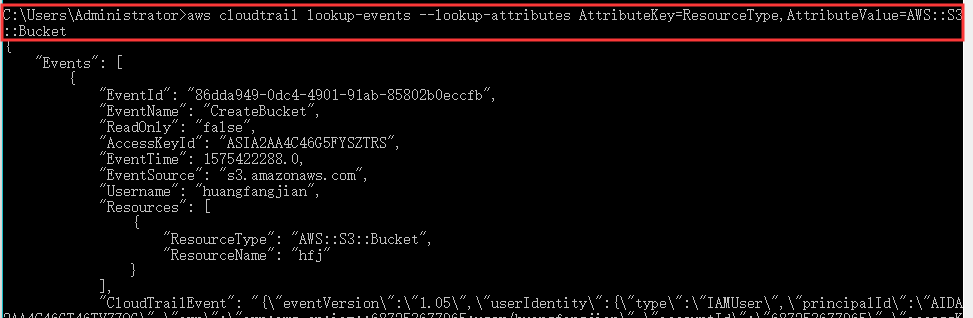 C:\Users\Administrator>aws cloudtrail lookup-events --lookup-attributes AttributeKey=ResourceType,AttributeValue=AWS::S3
::Bucket
{
    "Events": [
        {
            "EventId": "86dda949-0dc4-4901-91ab-85802b0eccfb",
            "EventName": "CreateBucket",
            "ReadOnly": "false",
            "AccessKeyId": "ASIA2AA4C46G5FYSZTRS",
            "EventTime": 1575422288.0,
            "EventSource": "s3.amazonaws.com",
            "Username": "huangfangjian",
            "Resources": [
                {
                    "ResourceType": "AWS::S3::Bucket",
                    "ResourceName": "hfj"
                }
            ],
            "CloudTrailEvent": "{\"eventVersion\":\"1.05\",\"userIdentity\":{\"type\":\"IAMUser\",\"principalId\":\"AIDA